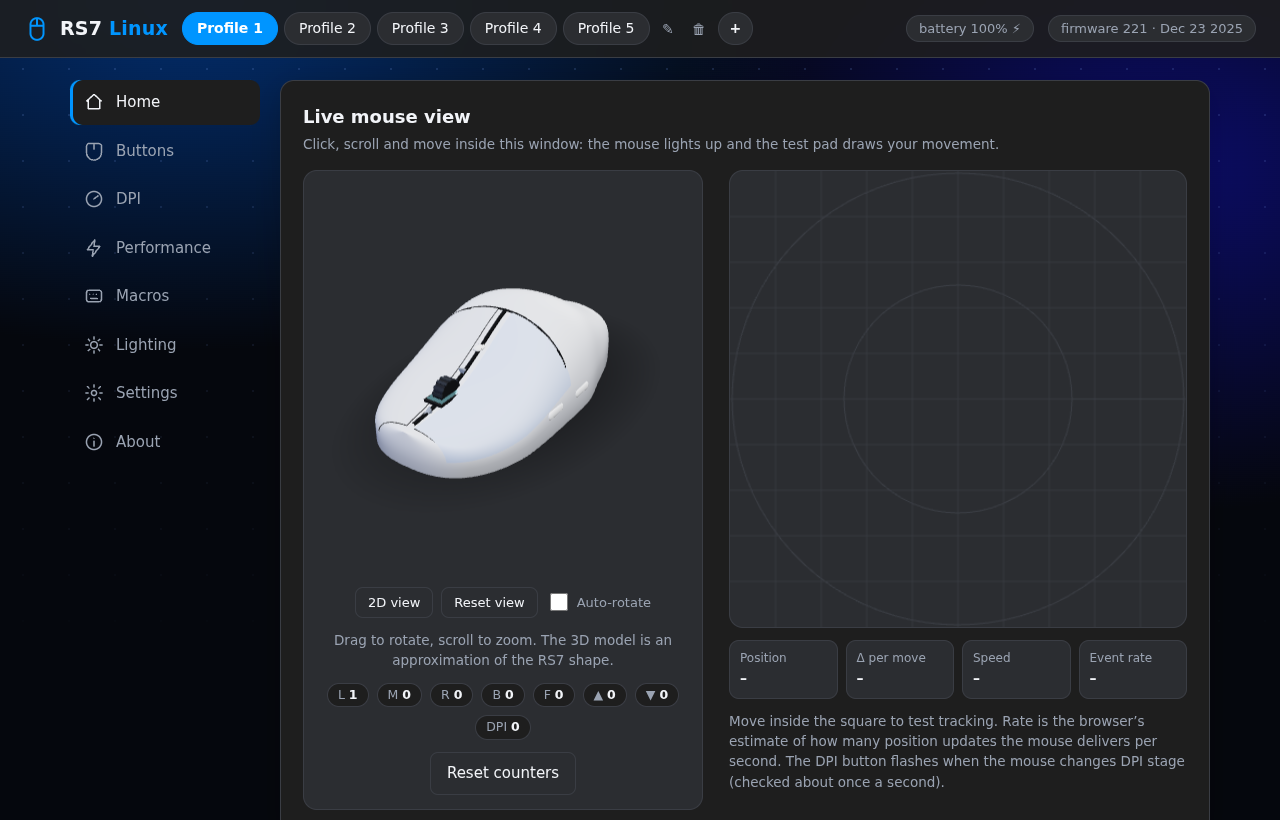 RS7 Linux
Profile 1
Profile 2
Profile 3
Profile 4
Profile 5
+
battery 100% ⚡
firmware 221 · Dec 23 2025
Home
Buttons
DPI
Performance
Macros
Lighting
Settings
About
Live mouse view
Click, scroll and move inside this window: the mouse lights up and the test pad draws your movement.
2D view
Reset view
Auto-rotate
Drag to rotate, scroll to zoom. The 3D model is an
approximation of the RS7 shape.
L 1
M 0
R 0
B 0
F 0
▲ 0
▼ 0
DPI 0
Reset counters
Position
–
Δ per move
–
Speed
–
Event rate
–
Move inside the square to test tracking. Rate is the browser’s
estimate of how many position updates the mouse delivers per
second. The DPI button flashes when the mouse changes DPI stage
(checked about once a second).